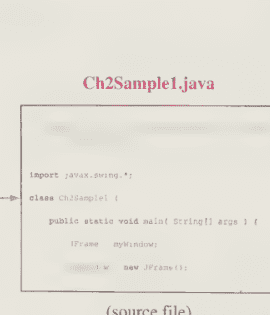 Ch2Sample1.java
import javax.swing.*;
class Ch2Sample1 {
public static void main( String[] args ) {
JFrame myWindow;
new JFrame();
(source file)